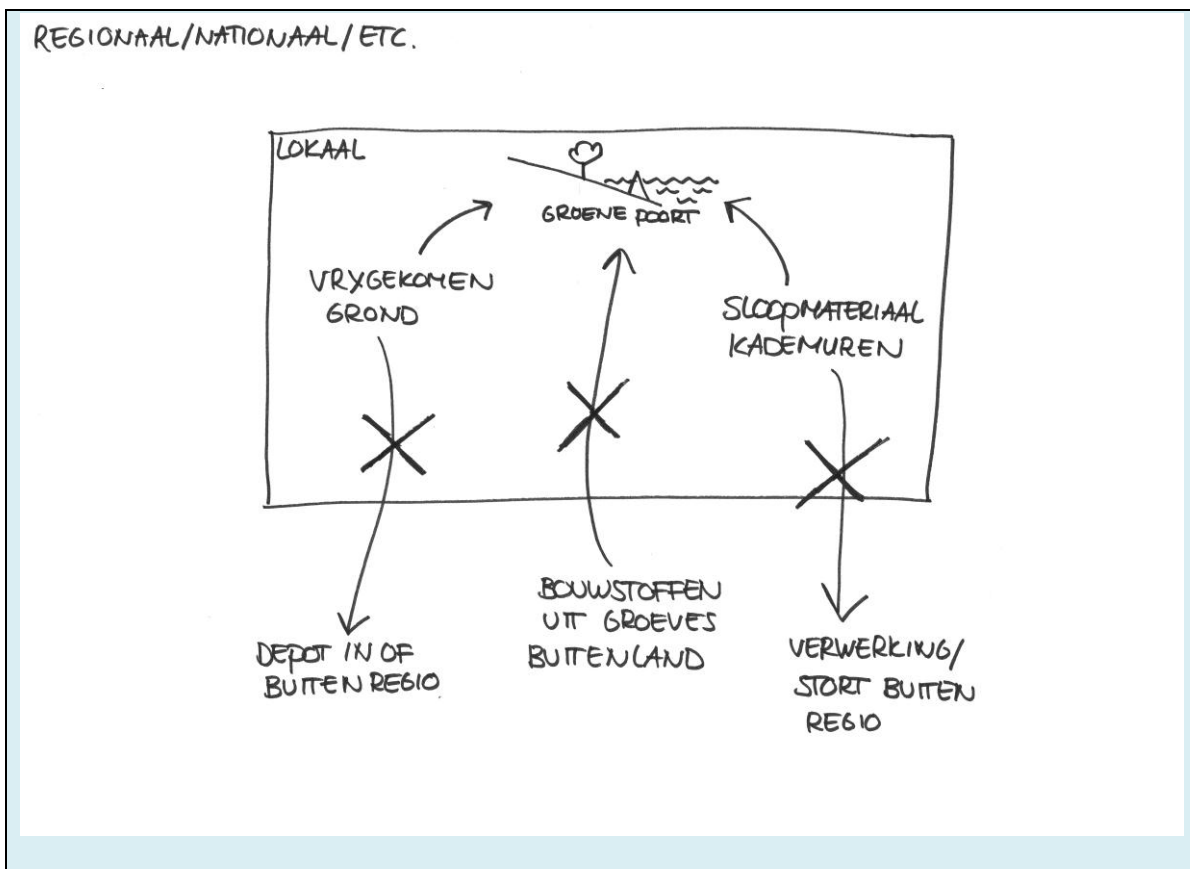 REGIONAAL/NATIONAAL/ETC.
LOKAAL
GROENE POORT
VRYGEKOMEN
GROND
SLOOPMATERIAAL
KADEMUREN
DEPOT IN OF
BUITEN REGIO
BOUWSTOFFEN
UIT GROEVES
BUITENLAND
VERWERKING/
STORT BUITEN
REGIO